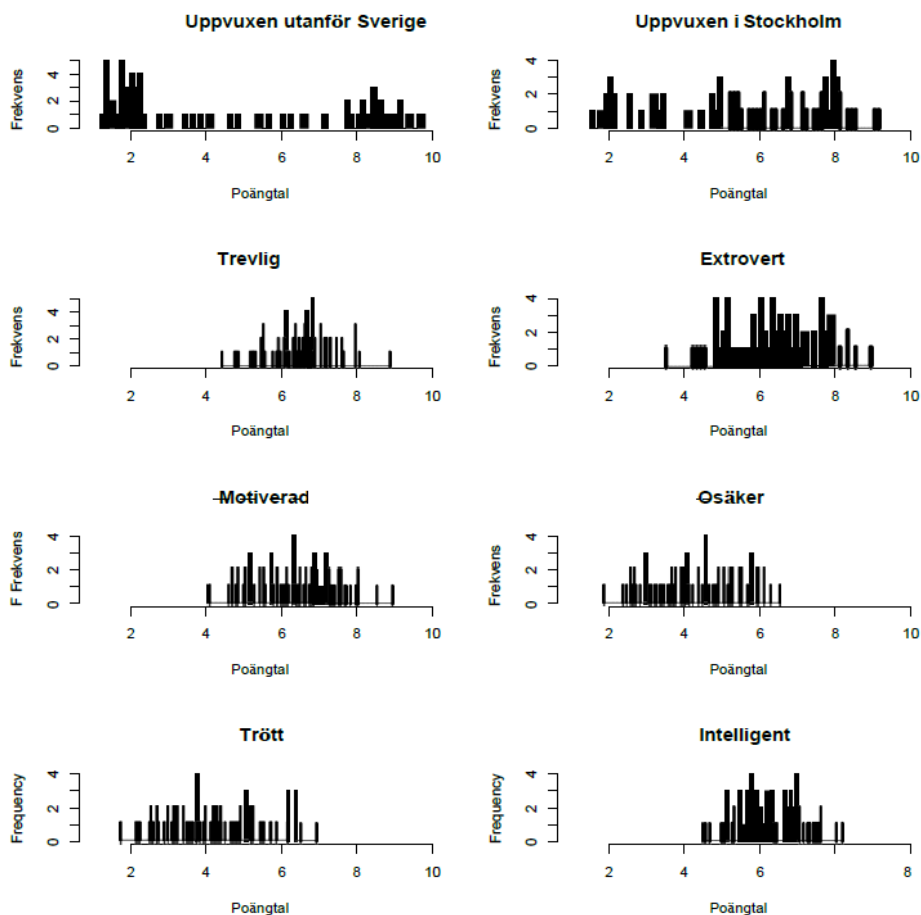 Uppvuxen utanför Sverige
Frekvens
0 2 4
2 4 6 8 10
Poängtal
Uppvuxen i Stockholm
Frekvens
0 2 4
2 4 6 8 10
Poängtal
Trevlig
Frekvens
0 2 4
2 4 6 8 10
Poängtal
Extrovert
Frekvens
0 2 4
2 4 6 8 10
Poängtal
Motiverad
F Frekvens
0 2 4
2 4 6 8 10
Poängtal
Osäker
Frekvens
0 2 4
2 4 6 8 10
Poängtal
Trött
Frequency
0 2 4
2 4 6 8 10
Poängtal
Intelligent
Frequency
0 2 4
2 4 6 8 8
Poängtal